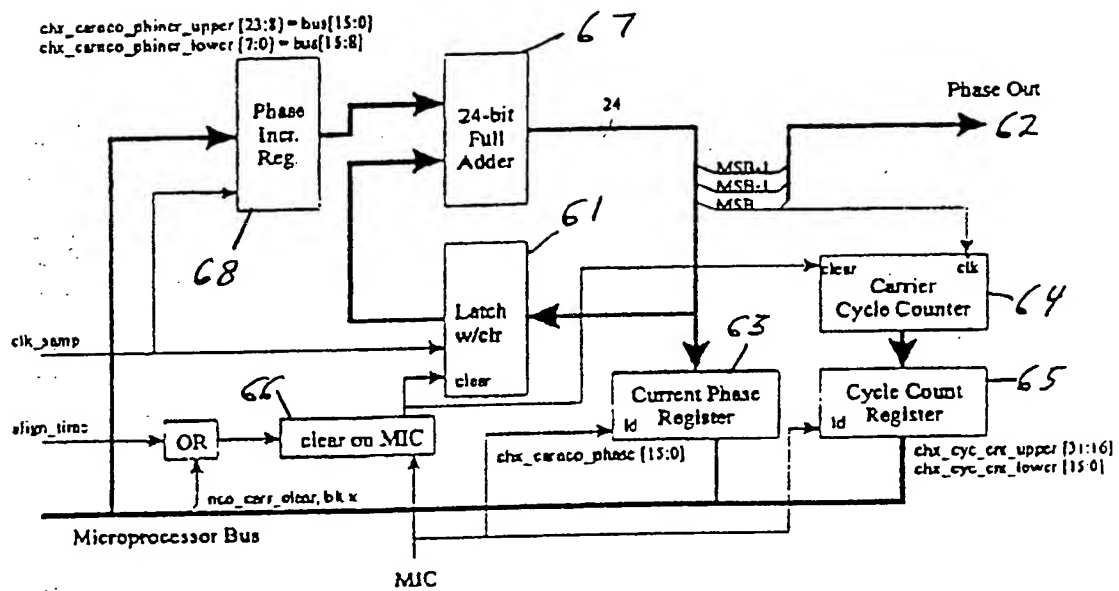 chx_carnco_phincr_upper [23:8] = bus[15:0]
chx_carnco_phincr_lower [7:0] = bus[15:8]
67
Phase
Incr.
Reg.
24-bit
Full
Adder
24
Phase Out
62
MSB-1
MSB-1
MSB
68
61
clear
clk
Carrier
Cycle Counter
64
Latch
w/clr
clear
63
clk_samp
66
Current Phase
Register
ld
Cycle Count
Register
ld
65
align_time
OR
clear on MIC
chx_carnco_phase [15:0]
chx_cyc_cnt_upper [31:16]
chx_cyc_cnt_lower [15:0]
nco_carr_clear, bit x
Microprocessor Bus
MIC